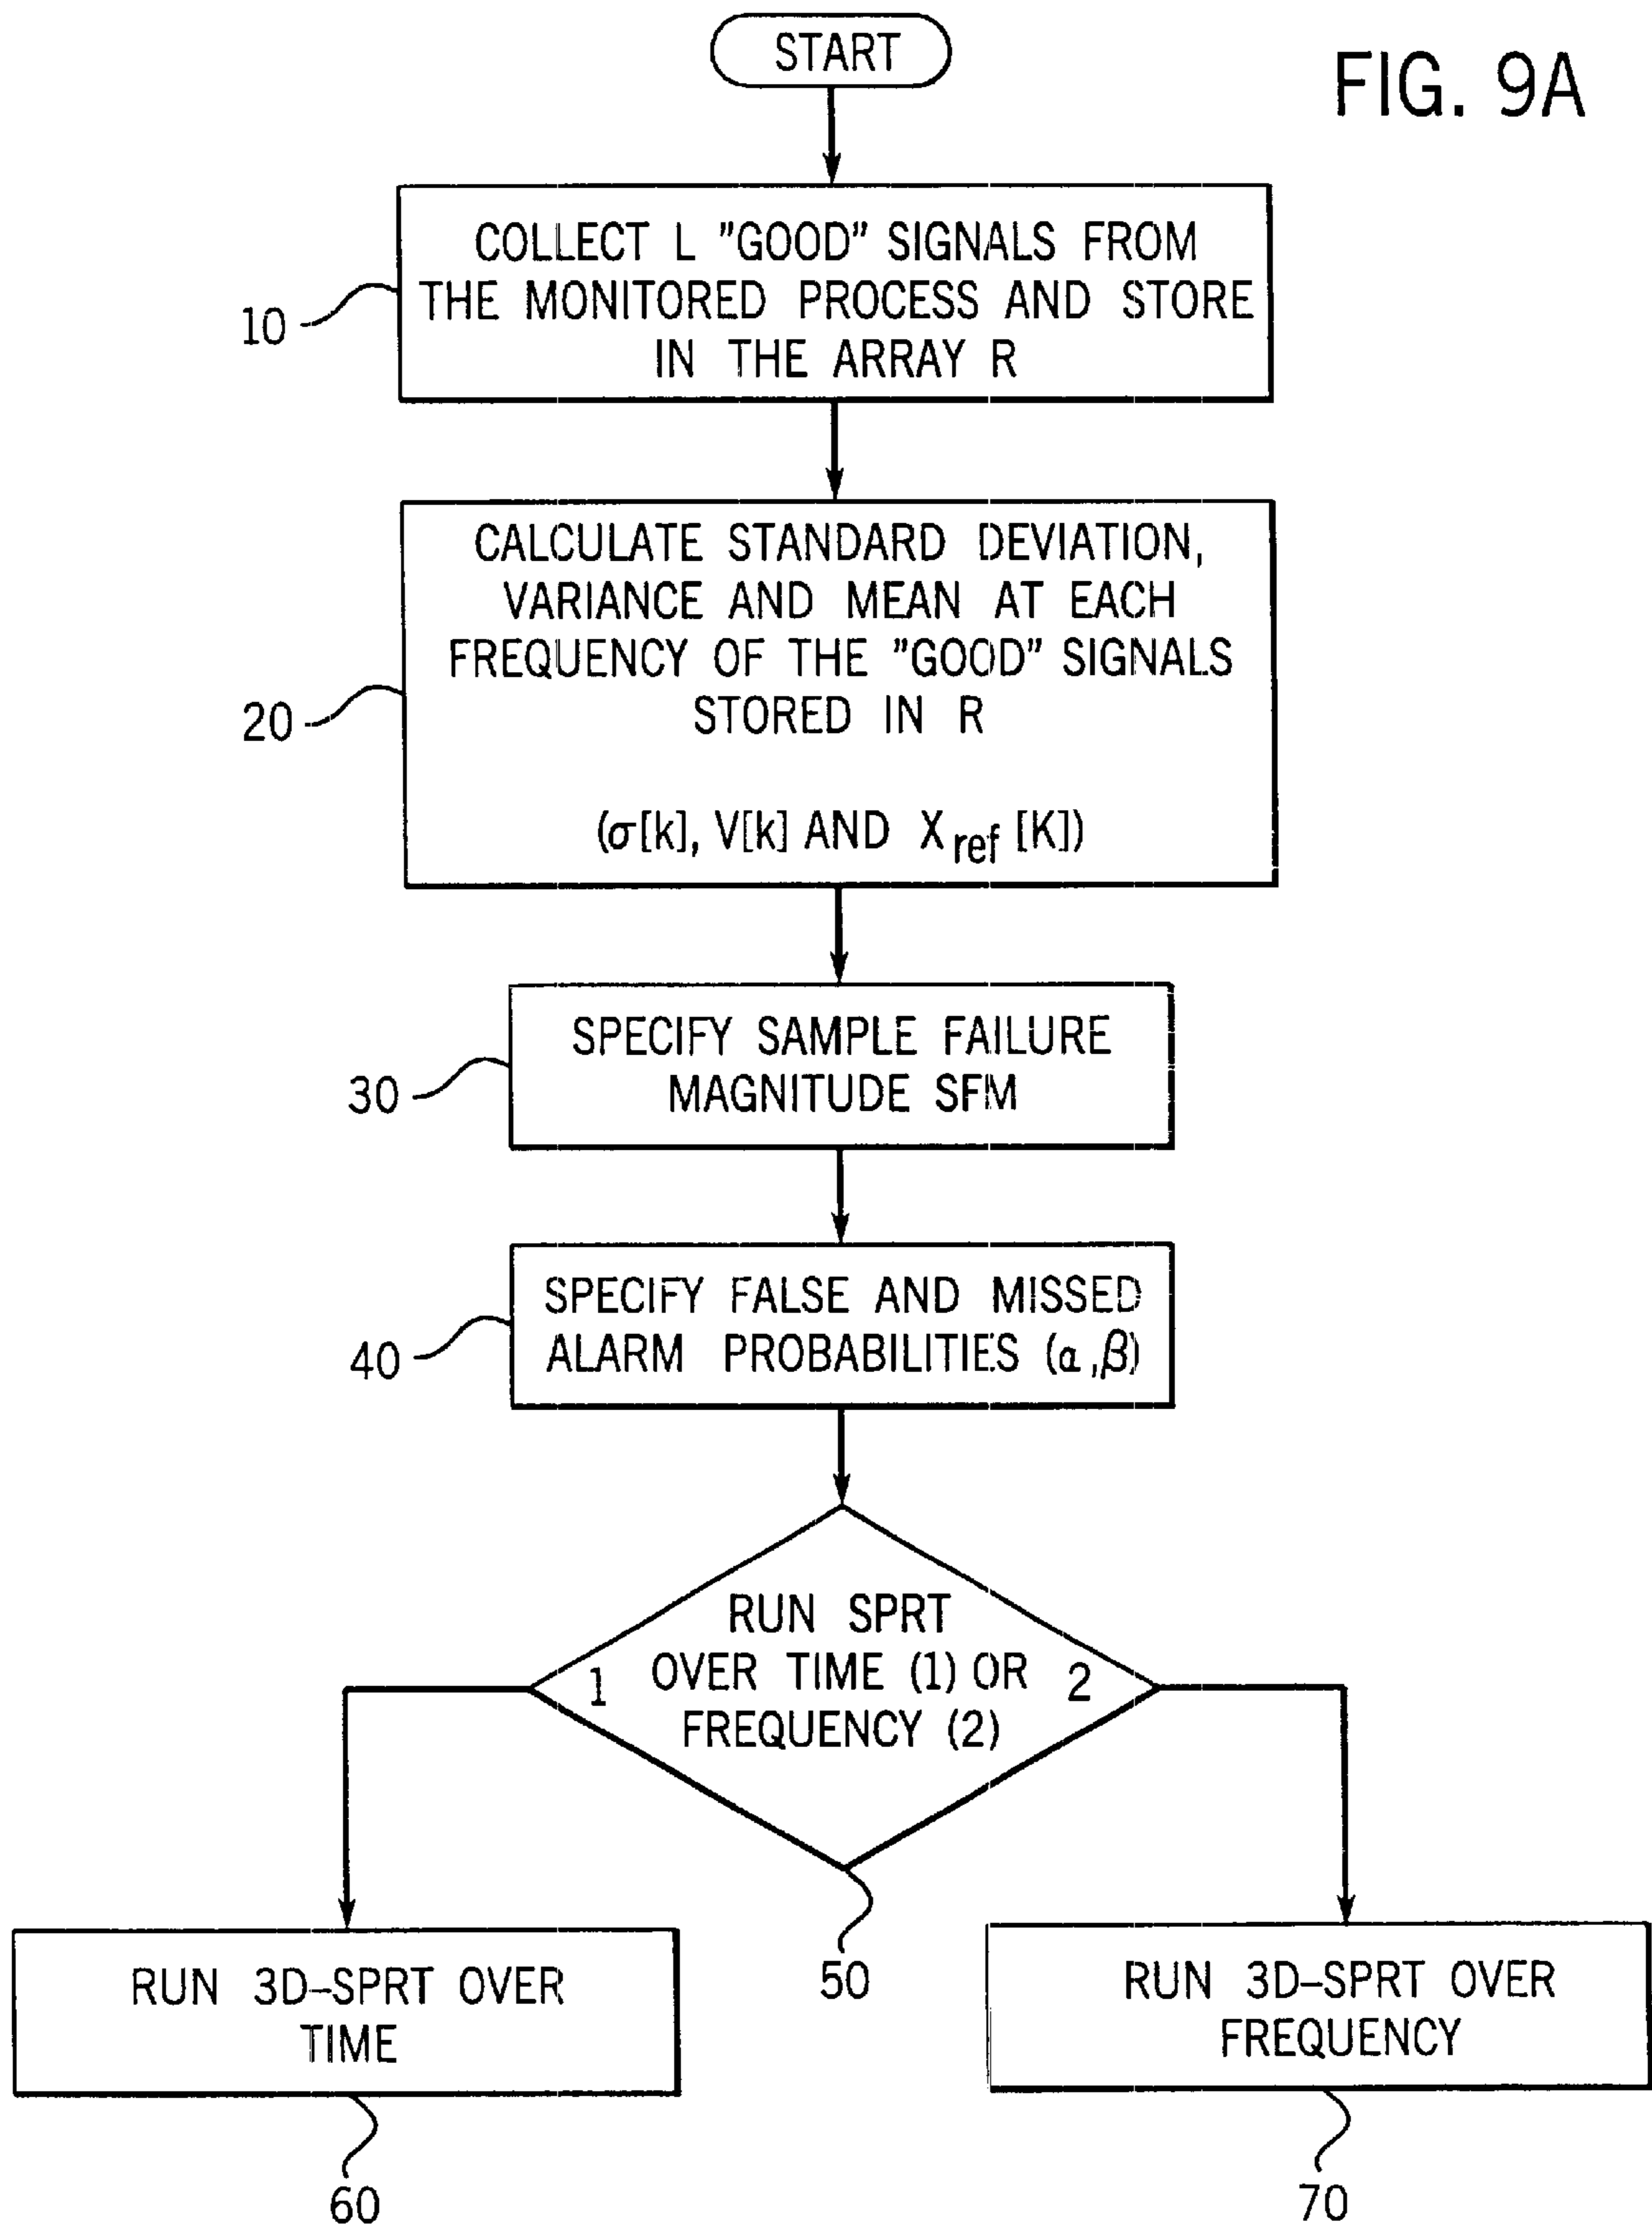 START
FIG. 9A
COLLECT L "GOOD" SIGNALS FROM
THE MONITORED PROCESS AND STORE
IN THE ARRAY R
10
CALCULATE STANDARD DEVIATION,
VARIANCE AND MEAN AT EACH
FREQUENCY OF THE "GOOD" SIGNALS
STORED IN R
(σ[k], V[k] AND X ref [K])
20
SPECIFY SAMPLE FAILURE
MAGNITUDE SFM
30
SPECIFY FALSE AND MISSED
ALARM PROBABILITIES (α,β)
40
RUN SPRT
OVER TIME (1) OR
FREQUENCY (2)
1
2
50
RUN 3D-SPRT OVER
TIME
60
RUN 3D-SPRT OVER
FREQUENCY
70